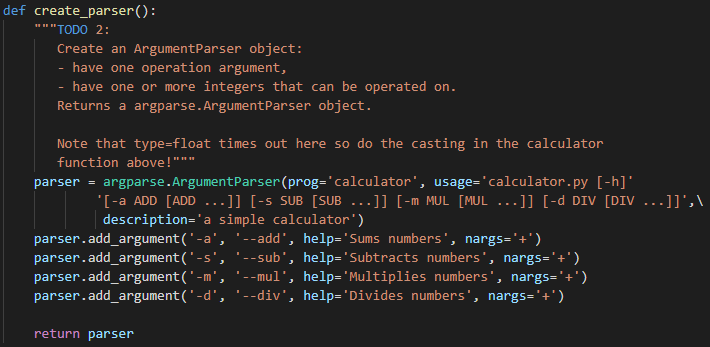 def create_parser():
    """TODO 2:
       Create an ArgumentParser object:
       - have one operation argument,
       - have one or more integers that can be operated on.
       Returns a argparse.ArgumentParser object.

       Note that type=float times out here so do the casting in the calculator
       function above!"""
    parser = argparse.ArgumentParser(prog='calculator', usage='calculator.py [-h]'
            '[-a ADD [ADD ...]] [-s SUB [SUB ...]] [-m MUL [MUL ...]] [-d DIV [DIV ...]]',\
             description='a simple calculator')
    parser.add_argument('-a', '--add', help='Sums numbers', nargs='+')
    parser.add_argument('-s', '--sub', help='Subtracts numbers', nargs='+')
    parser.add_argument('-m', '--mul', help='Multiplies numbers', nargs='+')
    parser.add_argument('-d', '--div', help='Divides numbers', nargs='+')

    return parser